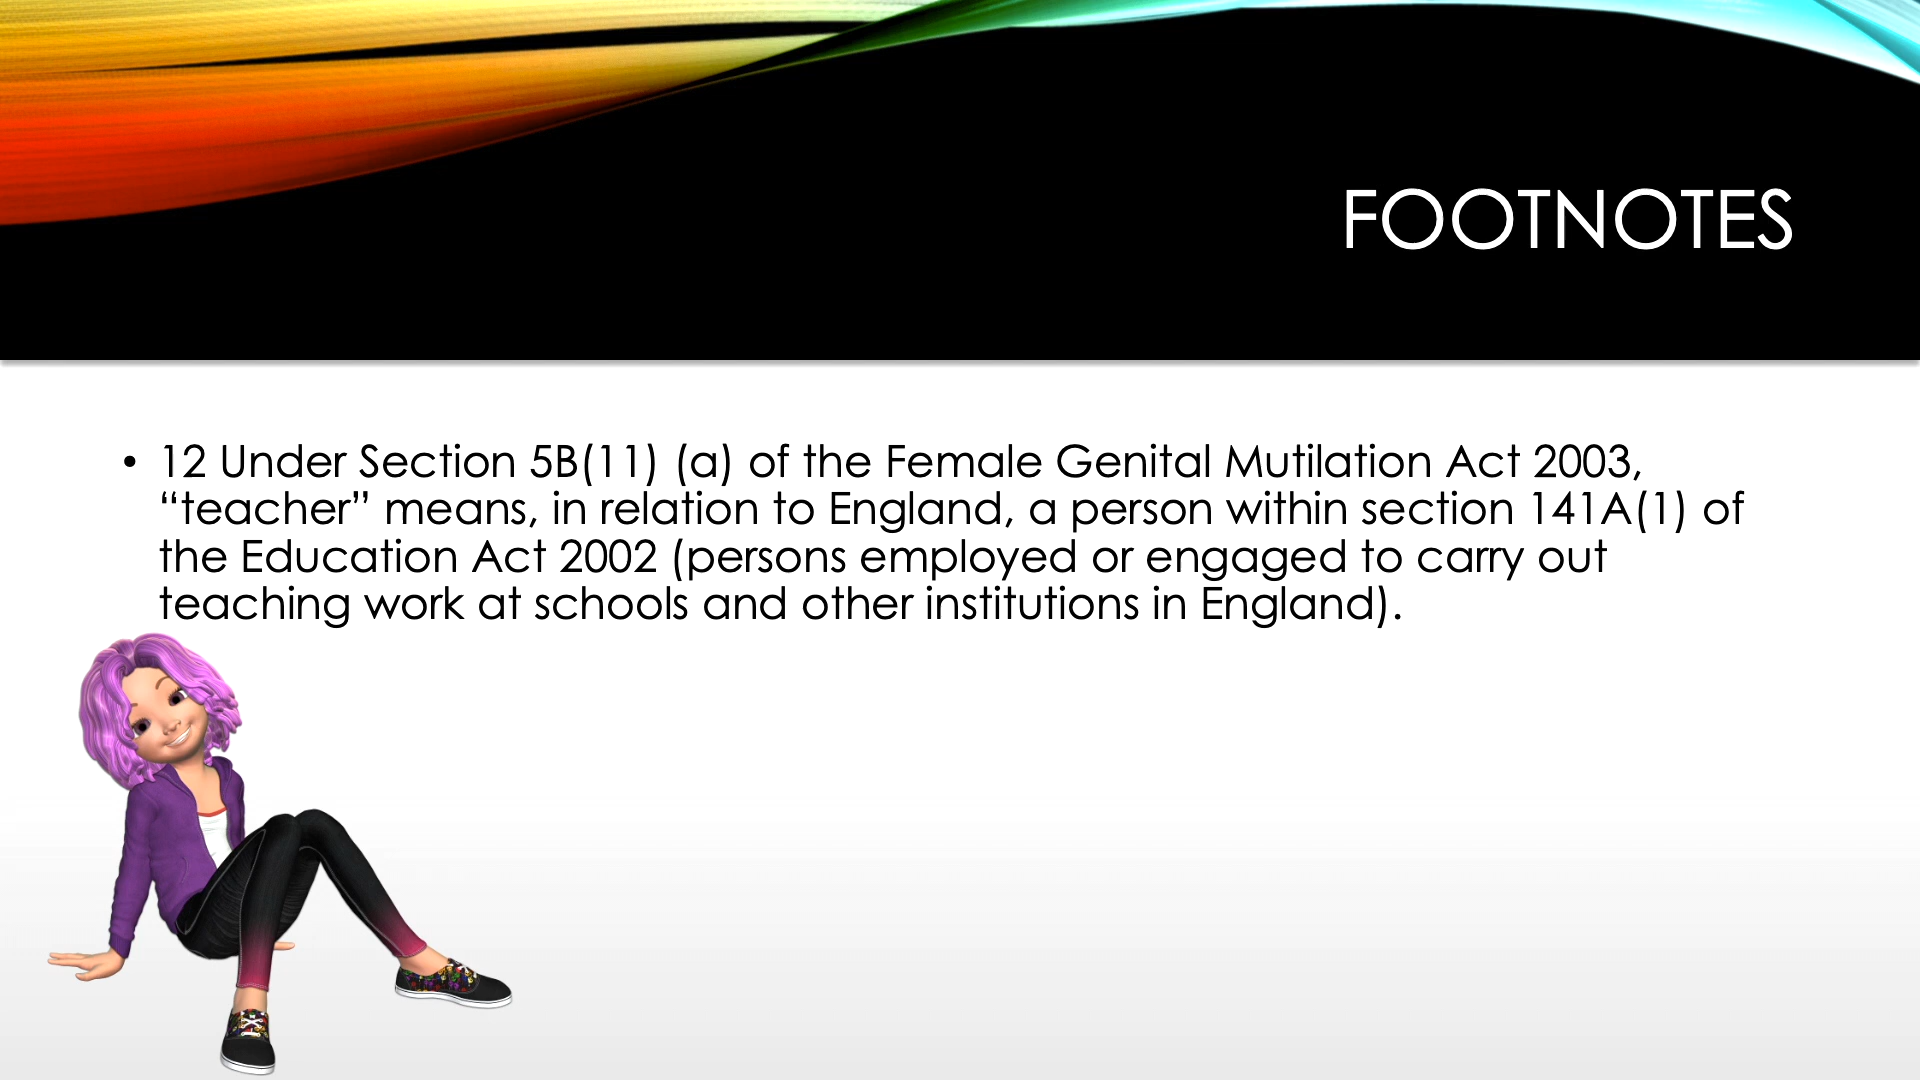 FOOTNOTES
• 12 Under Section 5B(11) (a) of the Female Genital Mutilation Act 2003,
“teacher” means, in relation to England, a person within section 141A(1) of
the Education Act 2002 (persons employed or engaged to carry out
teaching work at schools and other institutions in England).